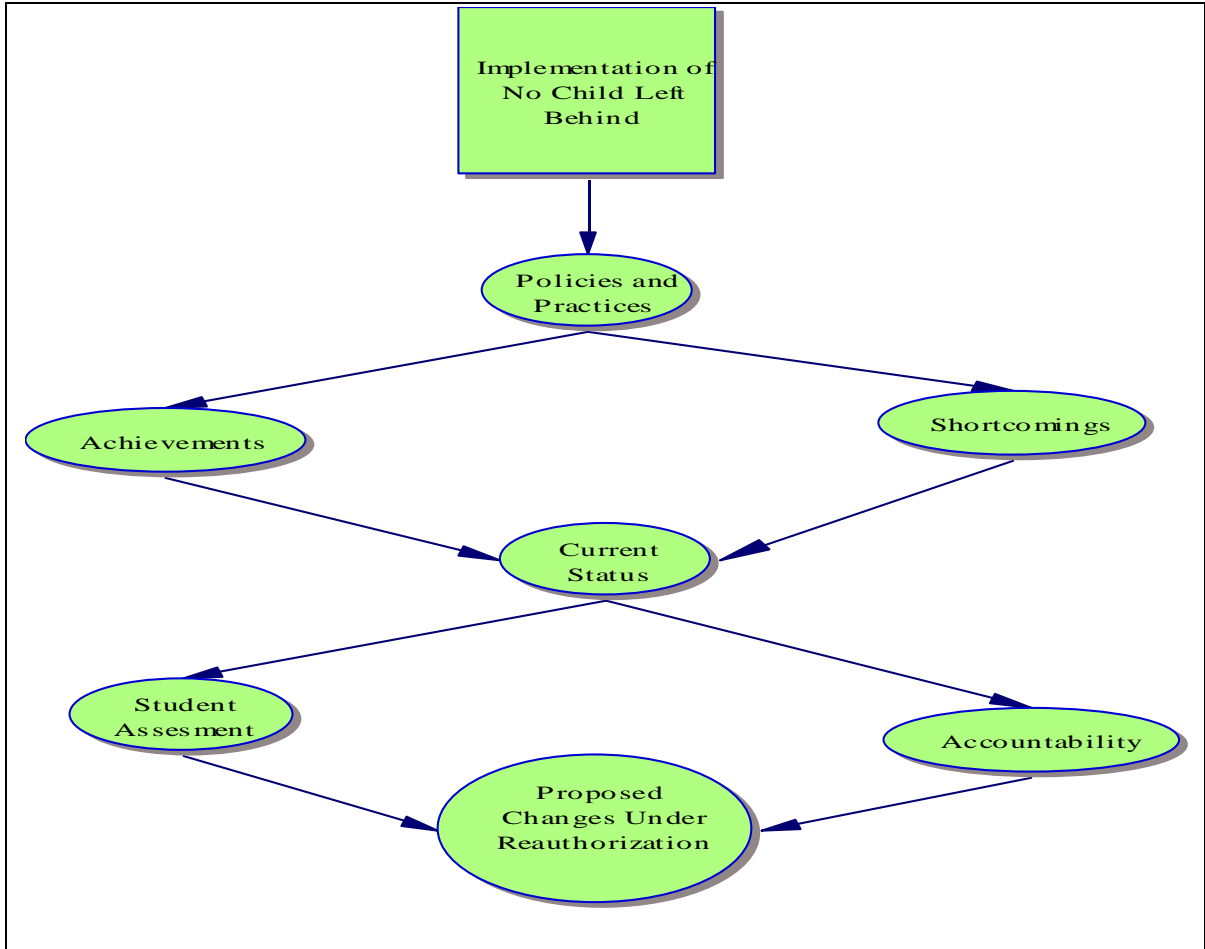 Implementation of
No Child Left
Behind
Policies and
Practices
Achievements
Shortcomings
Current
Status
Student
Assesment
Accountability
Proposed
Changes Under
Reauthorization